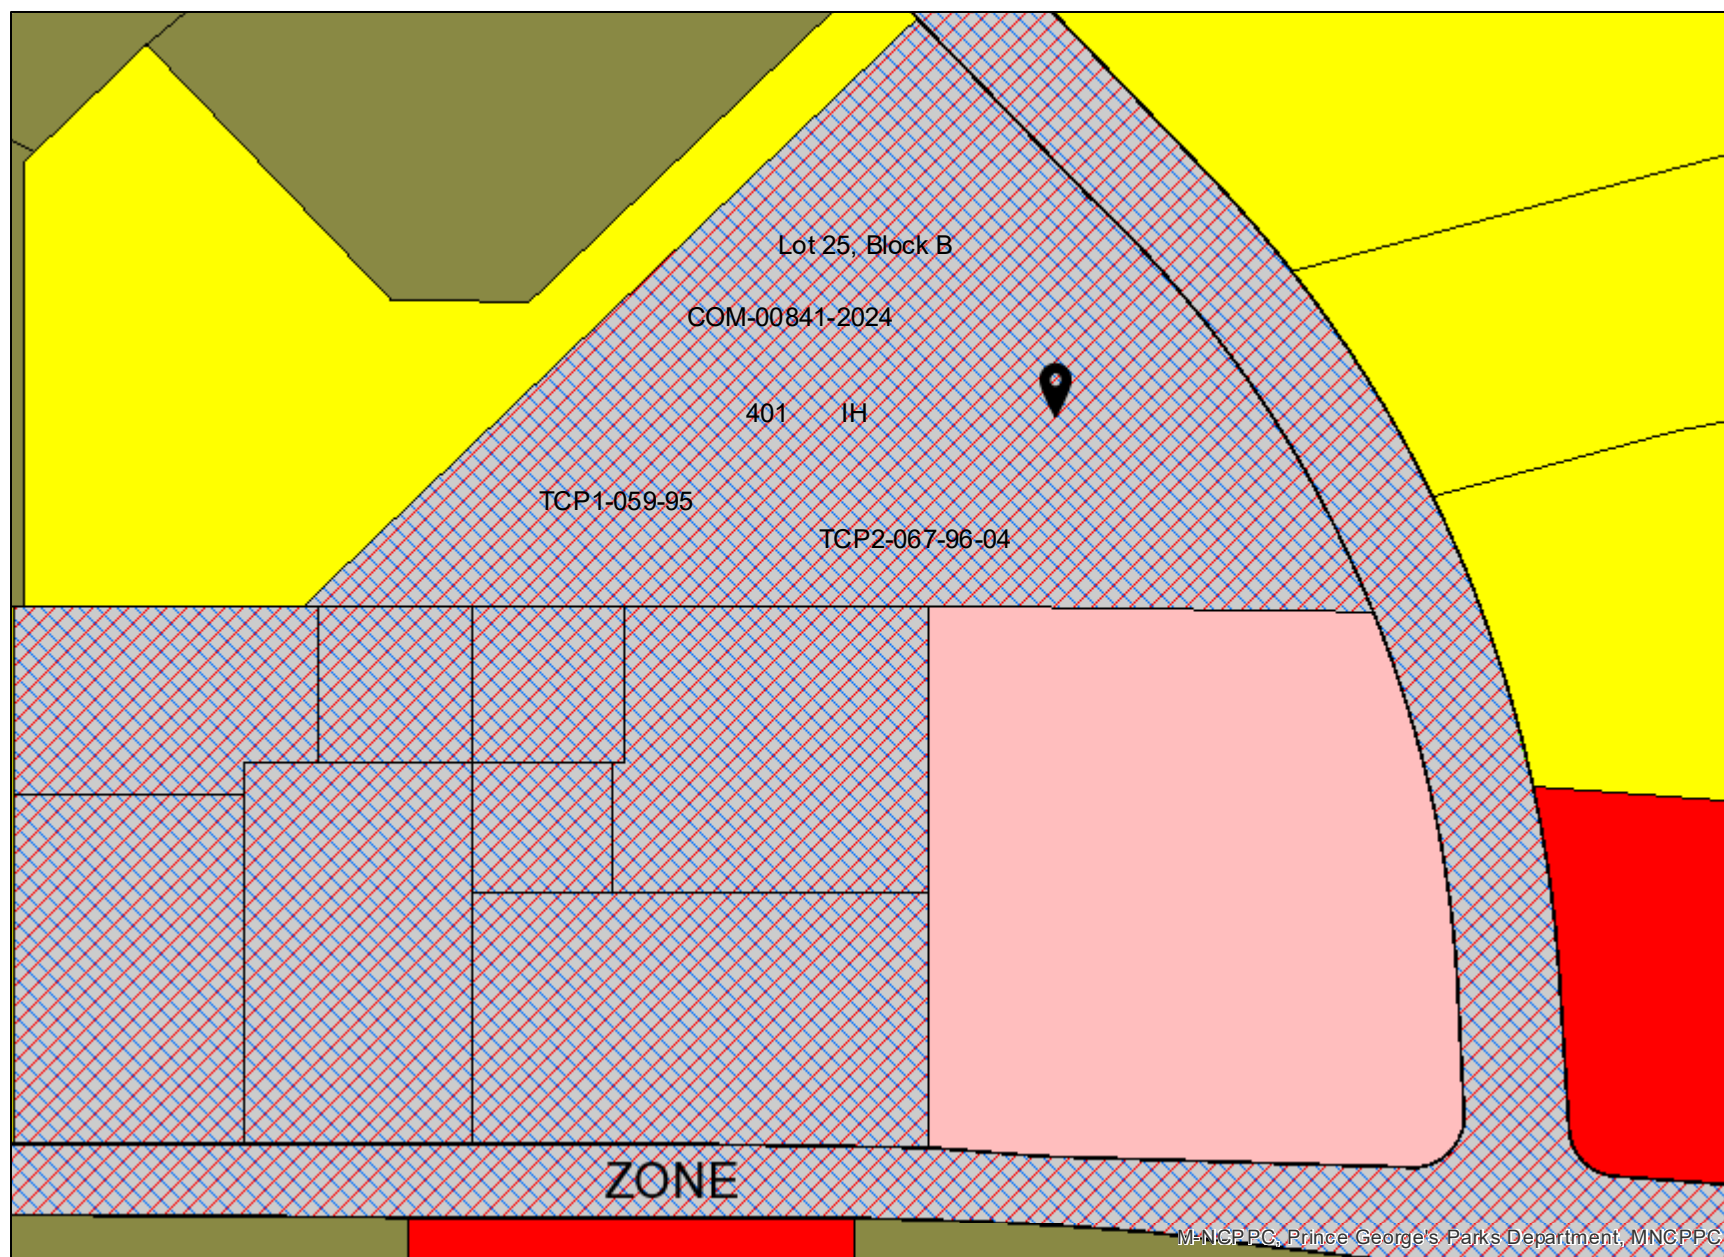 Lot 25, Block B
COM-00841-2024
401 IH
TCP1-059-95
TCP2-067-96-04
ZONE
M-NCPPC, Prince George's Parks Department, MNCPPC